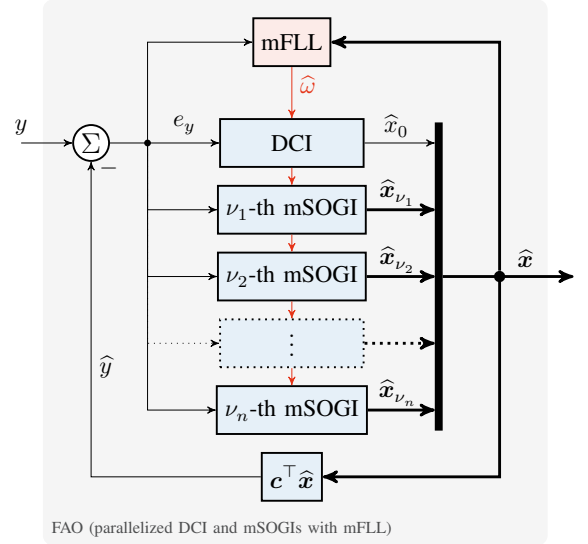 mFLL
ω̂
y
Σ
−
e_y
DCI
x̂_0
ν_1-th mSOGI
x̂_{ν_1}
ν_2-th mSOGI
x̂_{ν_2}
x̂
⋮
ŷ
ν_n-th mSOGI
x̂_{ν_n}
c^⊤ x̂
FAO (parallelized DCI and mSOGIs with mFLL)